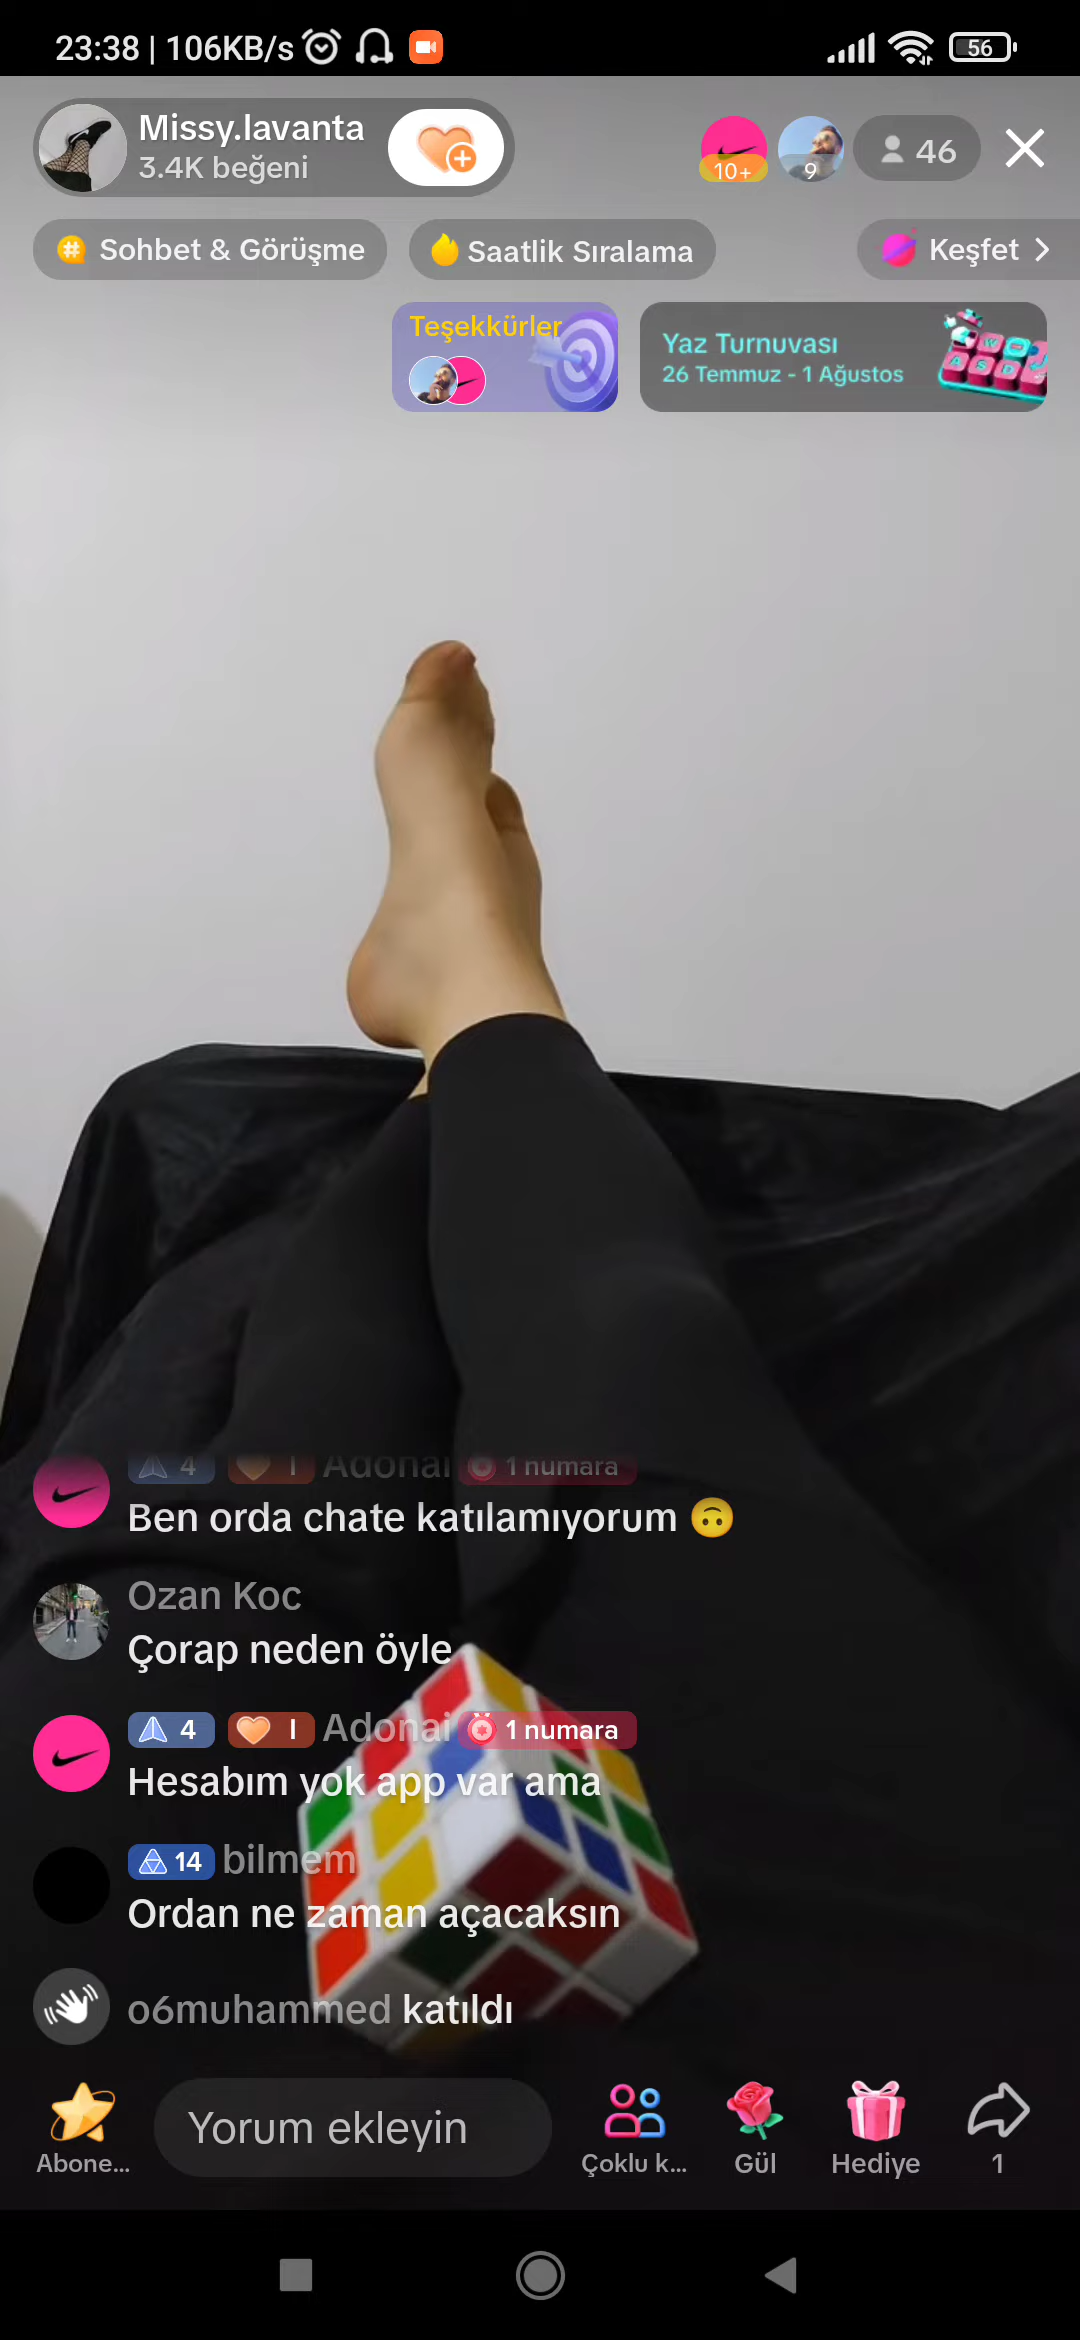 23:38 | 106KB/s
56
Missy.lavanta
3.4K beğeni
10+
9
46
Sohbet & Görüşme
Saatlik Sıralama
Keşfet >
Teşekkürler
Yaz Turnuvası
26 Temmuz - 1 Ağustos
4 I Adonai 1 numara
Ben orda chate katılamıyorum 🙃
Ozan Koc
Çorap neden öyle
4 I Adonai 1 numara
Hesabım yok app var ama
14 bilmem
Ordan ne zaman açacaksın
o6muhammed katıldı
Yorum ekleyin
Abone...
Çoklu k...
Gül
Hediye
1